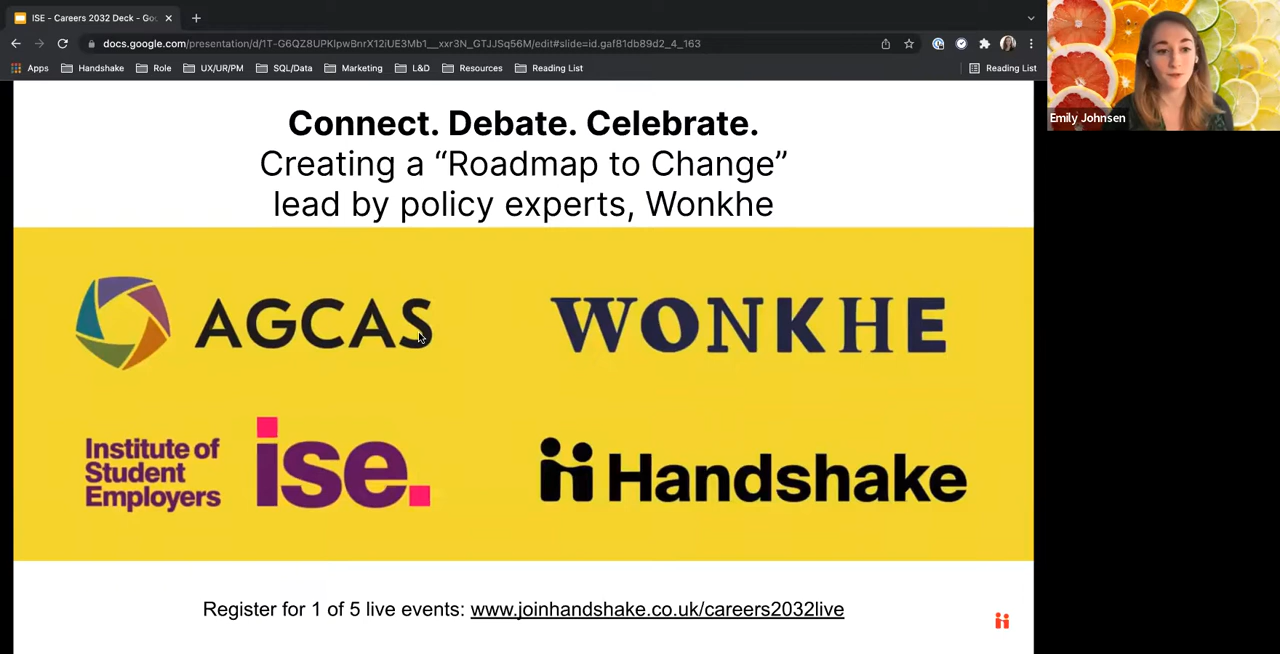 ISE - Careers 2032 Deck - Go
docs.google.com/presentation/d/1T-G6QZ8UPKIpwBnrX12iUE3Mb1__xxr3N_GTJJSq56M/edit#slide=id.gaf81db89d2_4_163
Apps Handshake Role UX/UR/PM SQL/Data Marketing L&D Resources Reading List Reading List
Emily Johnsen
Connect. Debate. Celebrate.
Creating a “Roadmap to Change”
lead by policy experts, Wonkhe
AGCAS
WONKHE
Institute of
Student
Employers
ise.
Handshake
Register for 1 of 5 live events: www.joinhandshake.co.uk/careers2032live